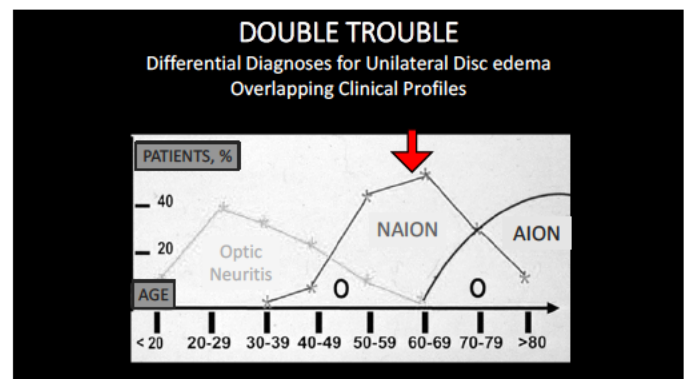 DOUBLE TROUBLE
Differential Diagnoses for Unilateral Disc edema
Overlapping Clinical Profiles
PATIENTS, %
40
20
Optic
Neuritis
NAION
AION
AGE
O
O
< 20 20-29 30-39 40-49 50-59 60-69 70-79 >80